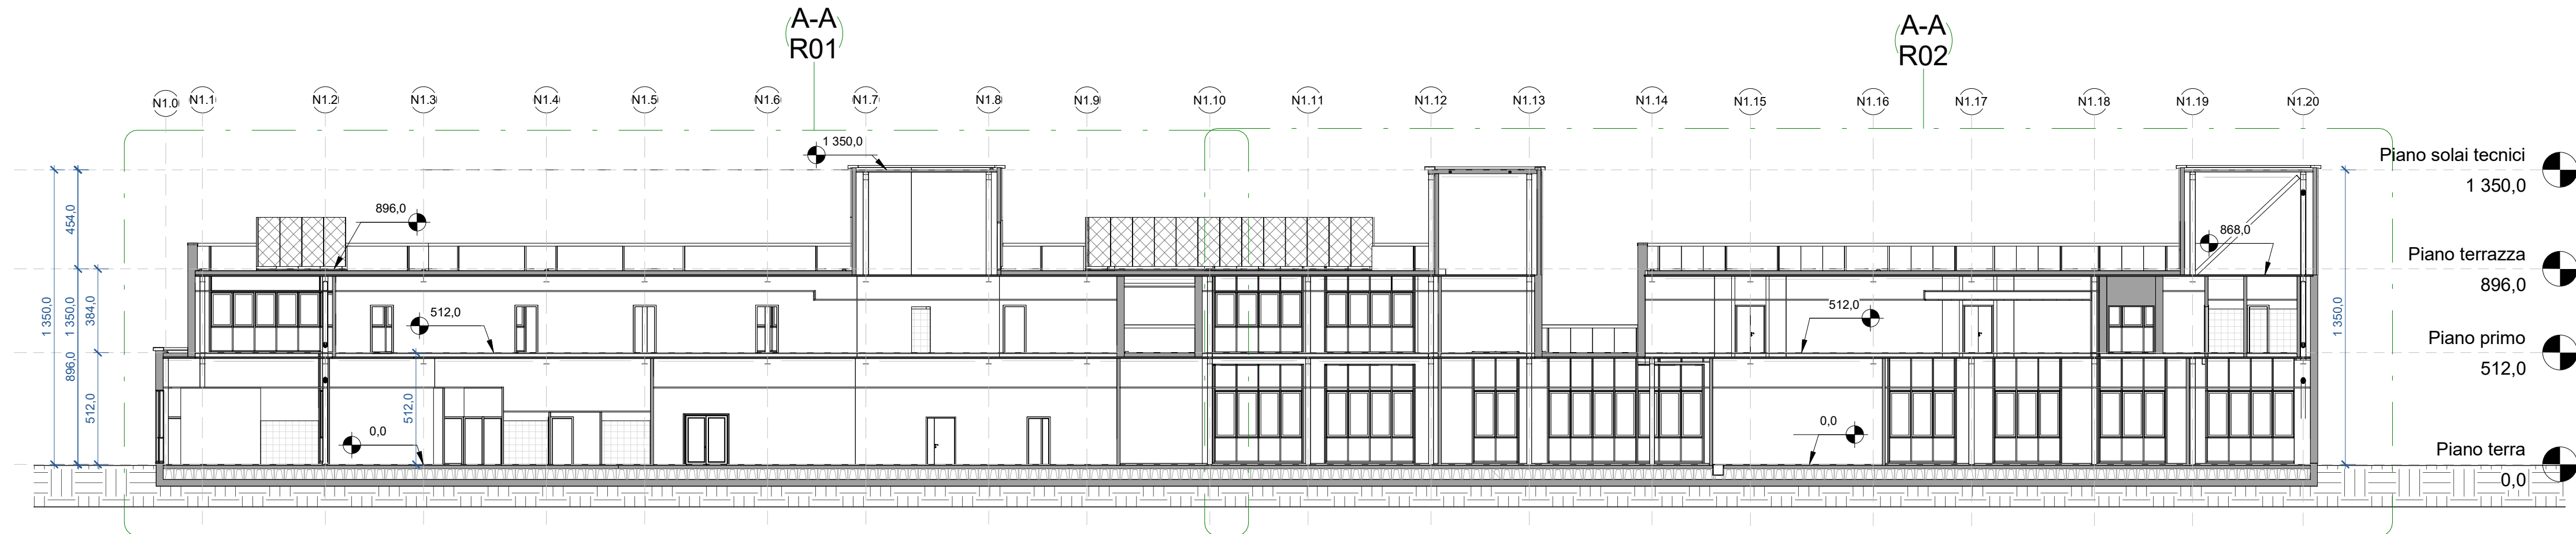 A-A
R01
A-A
R02
N1.0
N1.1
N1.2
N1.3
N1.4
N1.5
N1.6
N1.7
N1.8
N1.9
N1.10
N1.11
N1.12
N1.13
N1.14
N1.15
N1.16
N1.17
N1.18
N1.19
N1.20
1 350,0
Piano solai tecnici
1 350,0
896,0
454,0
868,0
Piano terrazza
896,0
1 350,0
1 350,0
384,0
512,0
512,0
1 350,0
Piano primo
512,0
896,0
512,0
512,0
0,0
0,0
Piano terra
0,0